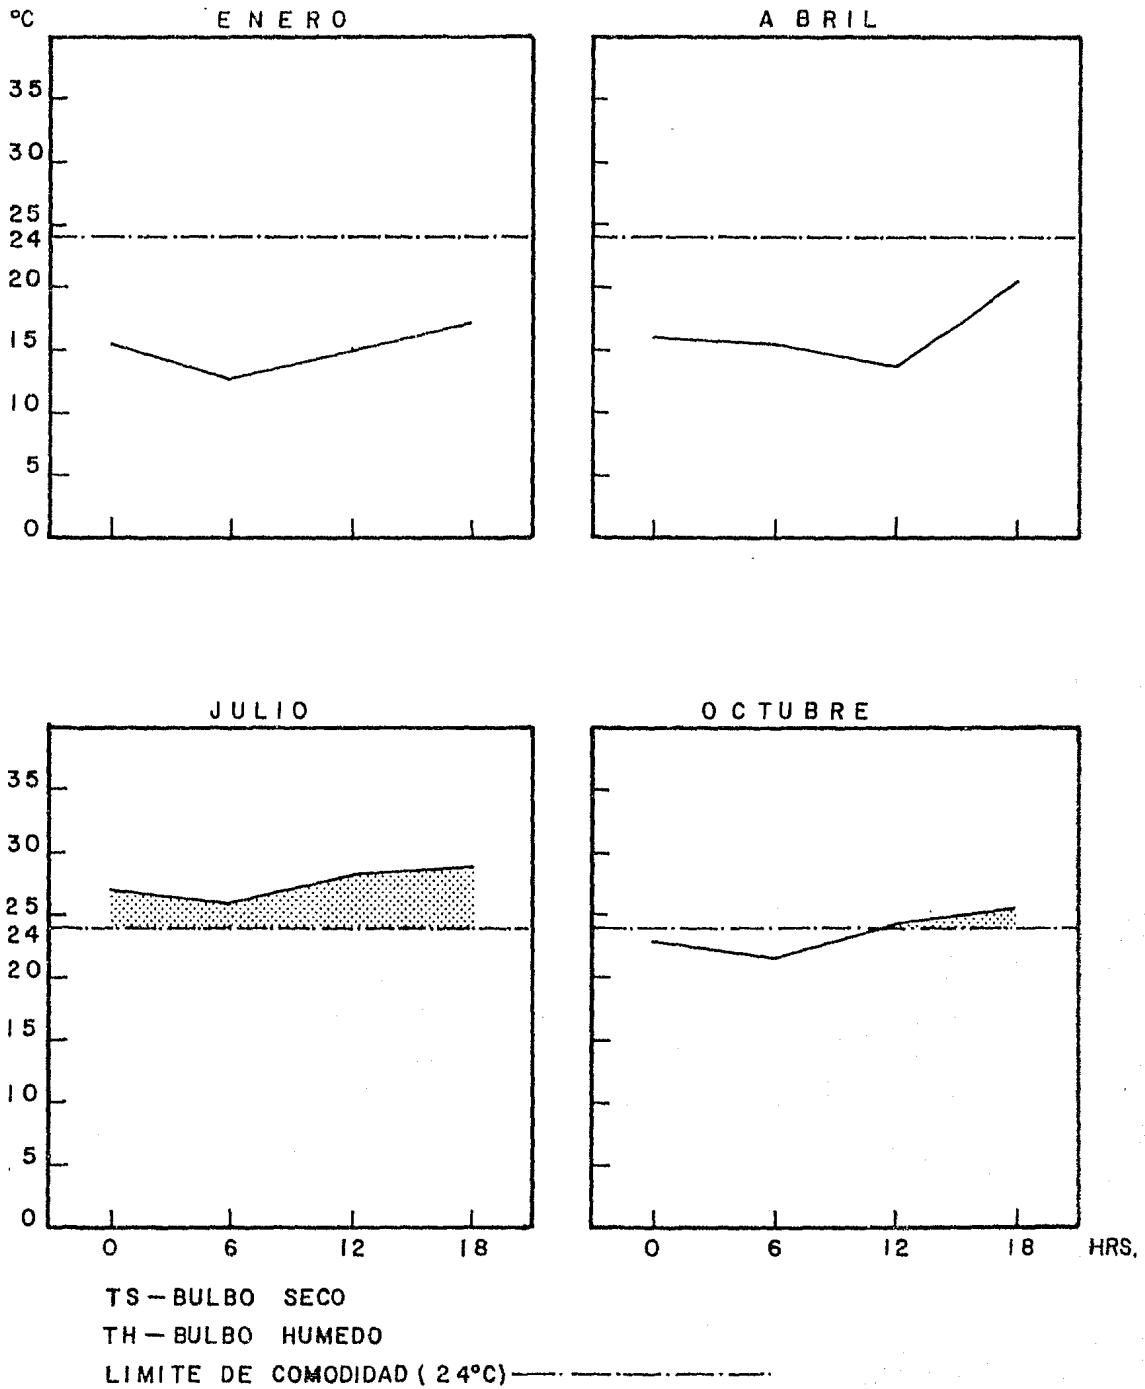 °C
ENERO
ABRIL
35
30
25
24
20
15
10
5
0
JULIO
OCTUBRE
35
30
25
24
20
15
10
5
0
0 6 12 18
0 6 12 18 HRS.
TS-BULBO SECO
TH-BULBO HUMEDO
LIMITE DE COMODIDAD (24°C)